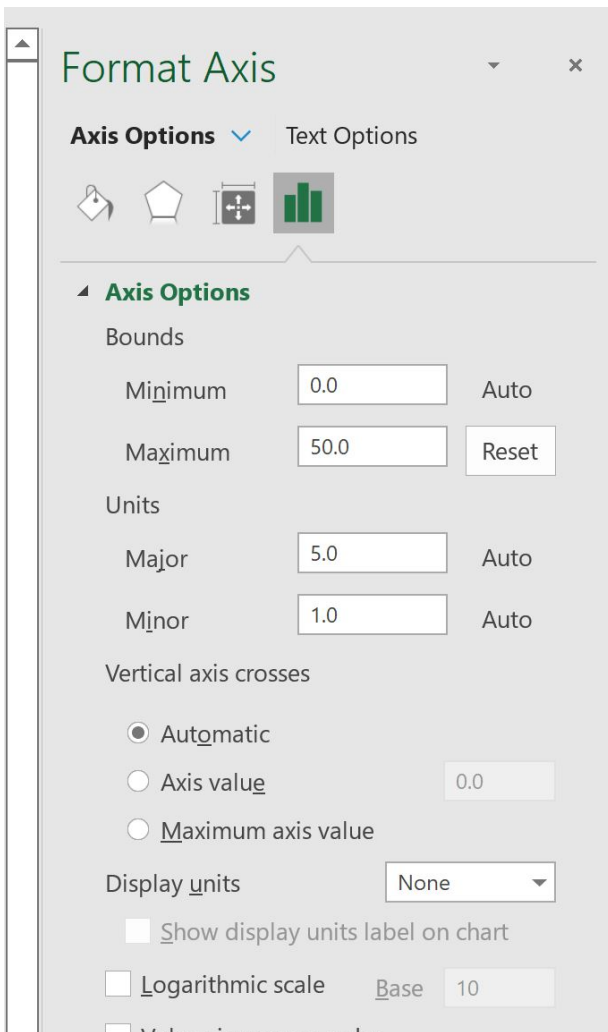 Format Axis
Axis Options Text Options
Axis Options
Bounds
Minimum 0.0 Auto
Maximum 50.0 Reset
Units
Major 5.0 Auto
Minor 1.0 Auto
Vertical axis crosses
Automatic
Axis value 0.0
Maximum axis value
Display units None
Show display units label on chart
Logarithmic scale Base 10